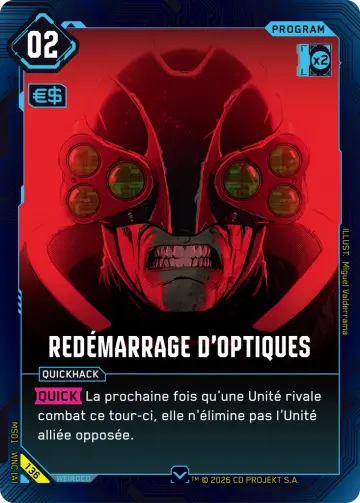 PROGRAM
02
x2
€$
REDÉMARRAGE D'OPTIQUES
QUICKHACK
QUICK La prochaine fois qu'une Unité rivale
combat ce tour-ci, elle n'élimine pas l'Unité
alliée opposée.
ILLUST. Miguel Valderrama
136
WEIRDCO
™ © 2026 CD PROJEKT S.A.